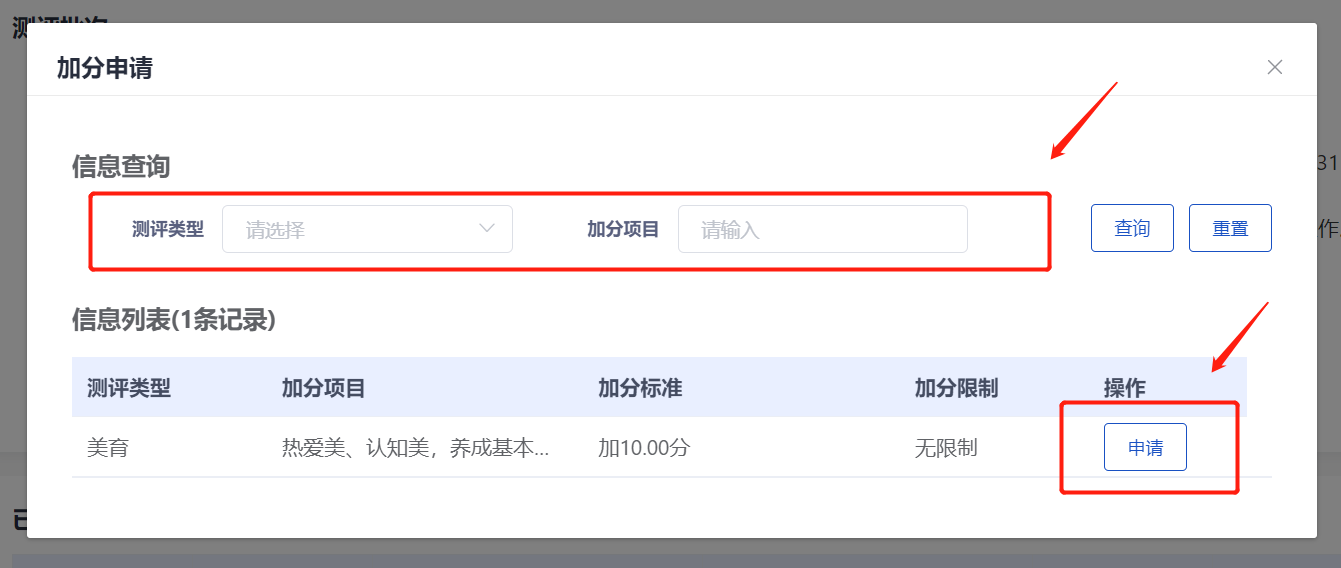 加分申请
信息查询
测评类型 请选择 加分项目 请输入 查询 重置
信息列表(1条记录)
测评类型 加分项目 加分标准 加分限制 操作
美育 热爱美、认知美，养成基本... 加10.00分 无限制 申请
31
作